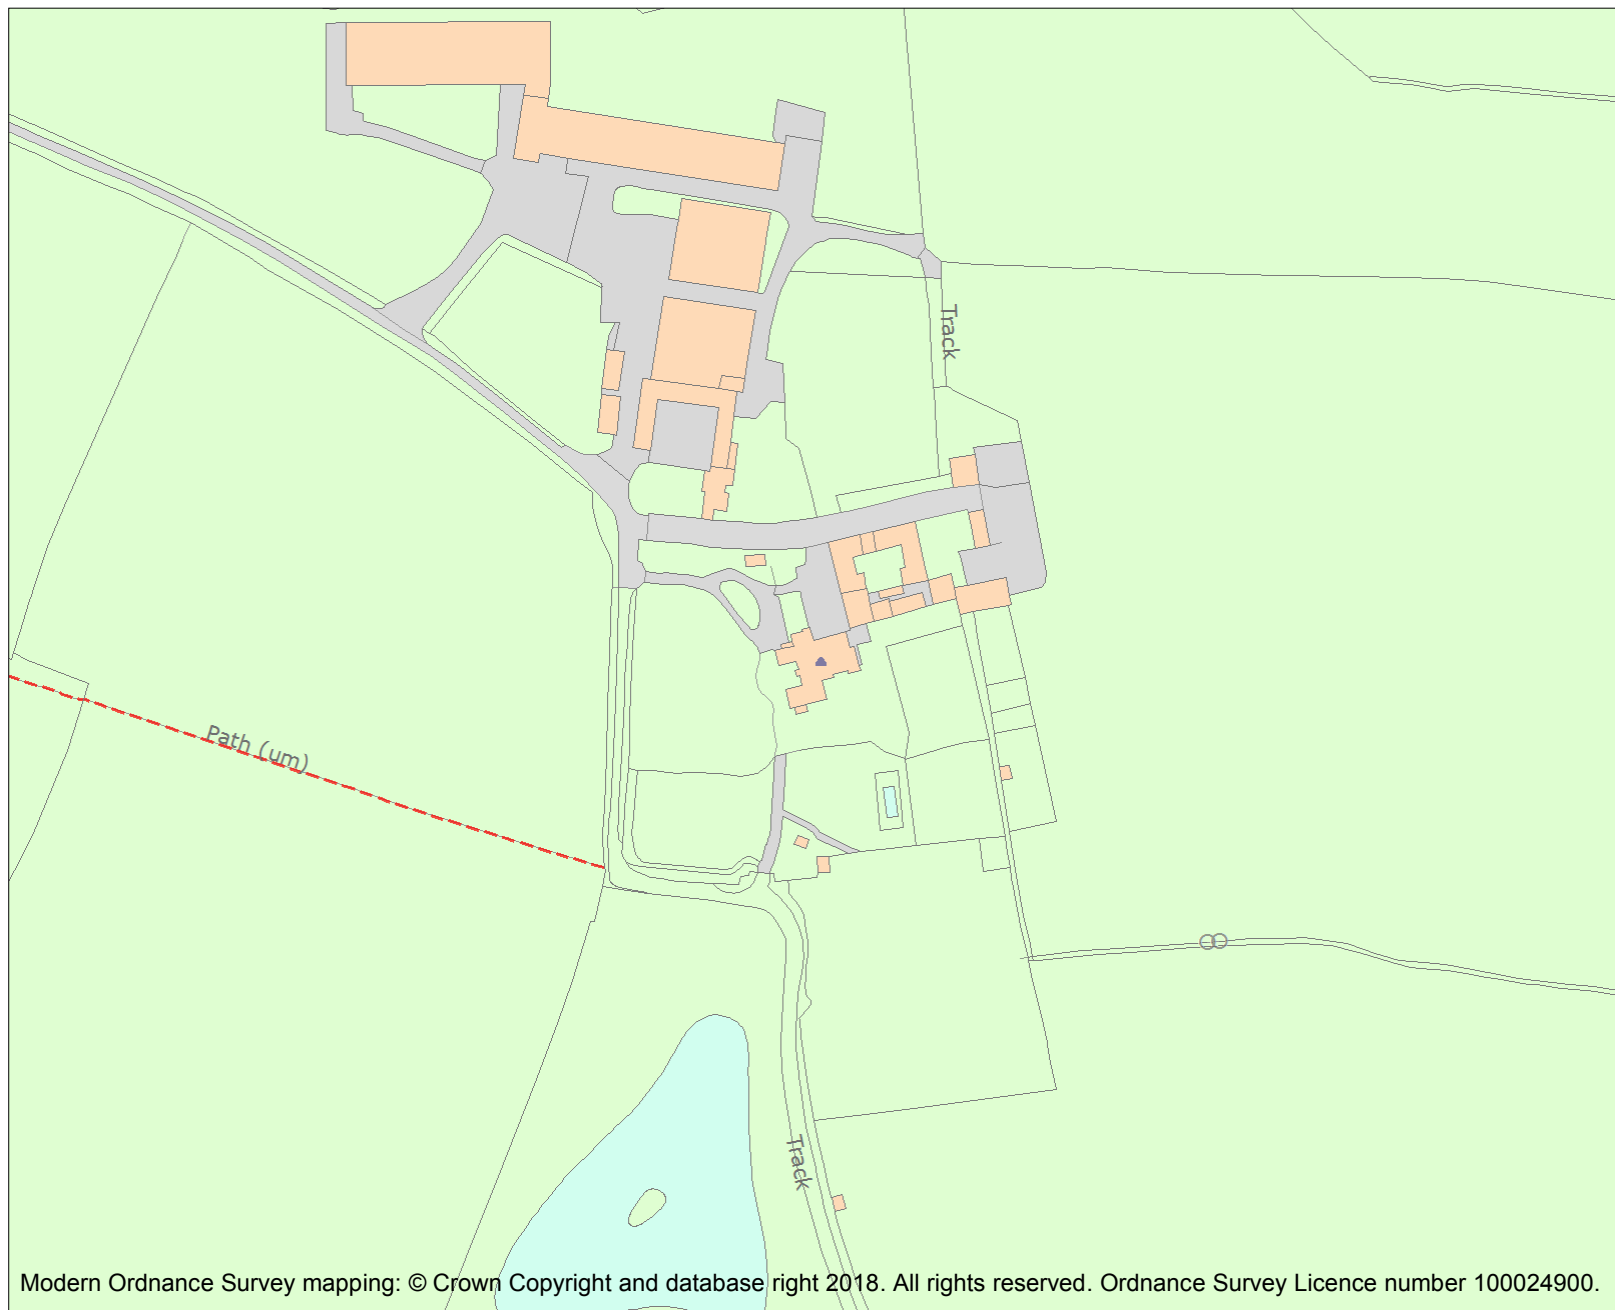 Track
Path (um)
Track
Modern Ordnance Survey mapping: © Crown Copyright and database right 2018. All rights reserved. Ordnance Survey Licence number 100024900.